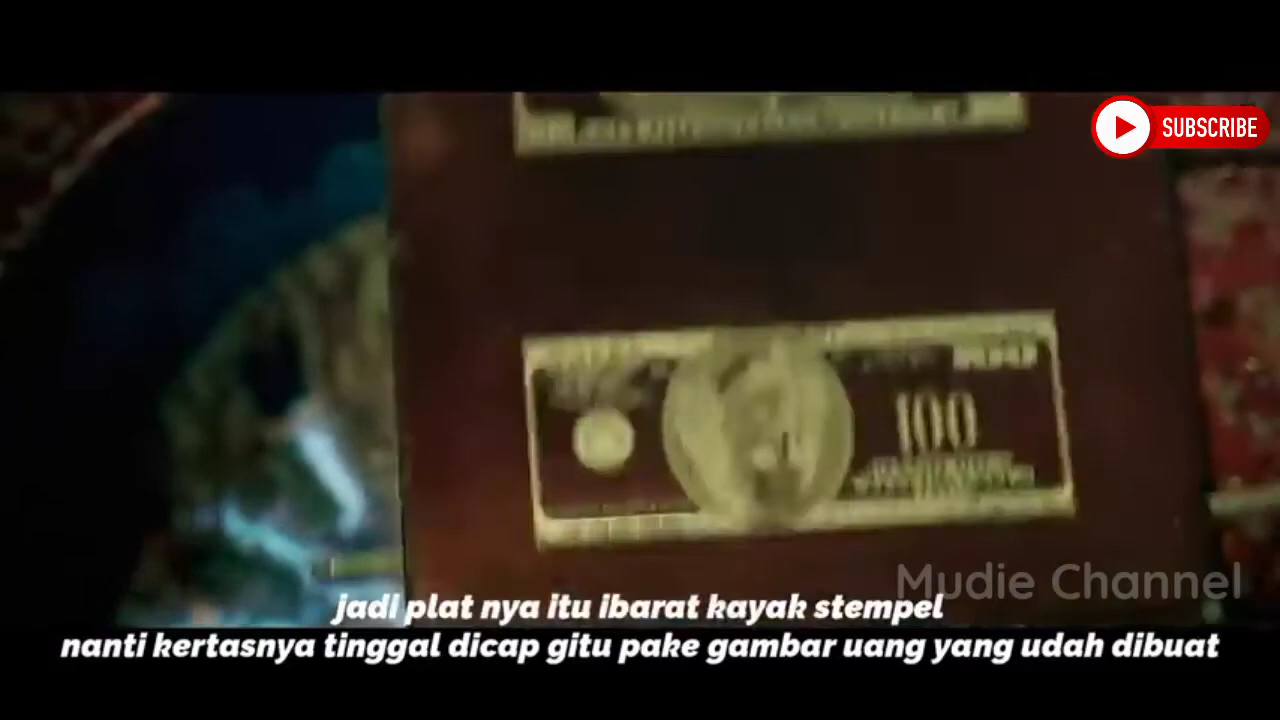 SUBSCRIBE
100
100
Mudie Channel
jadi plat nya itu ibarat kayak stempel
nanti kertasnya tinggal dicap gitu pake gambar uang yang udah dibuat